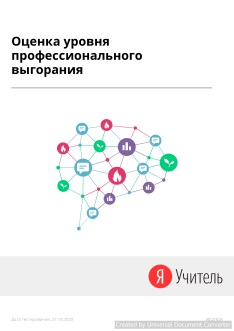 Оценка уровня
профессионального
выгорания
Я Учитель
Created by Universal Document Converter